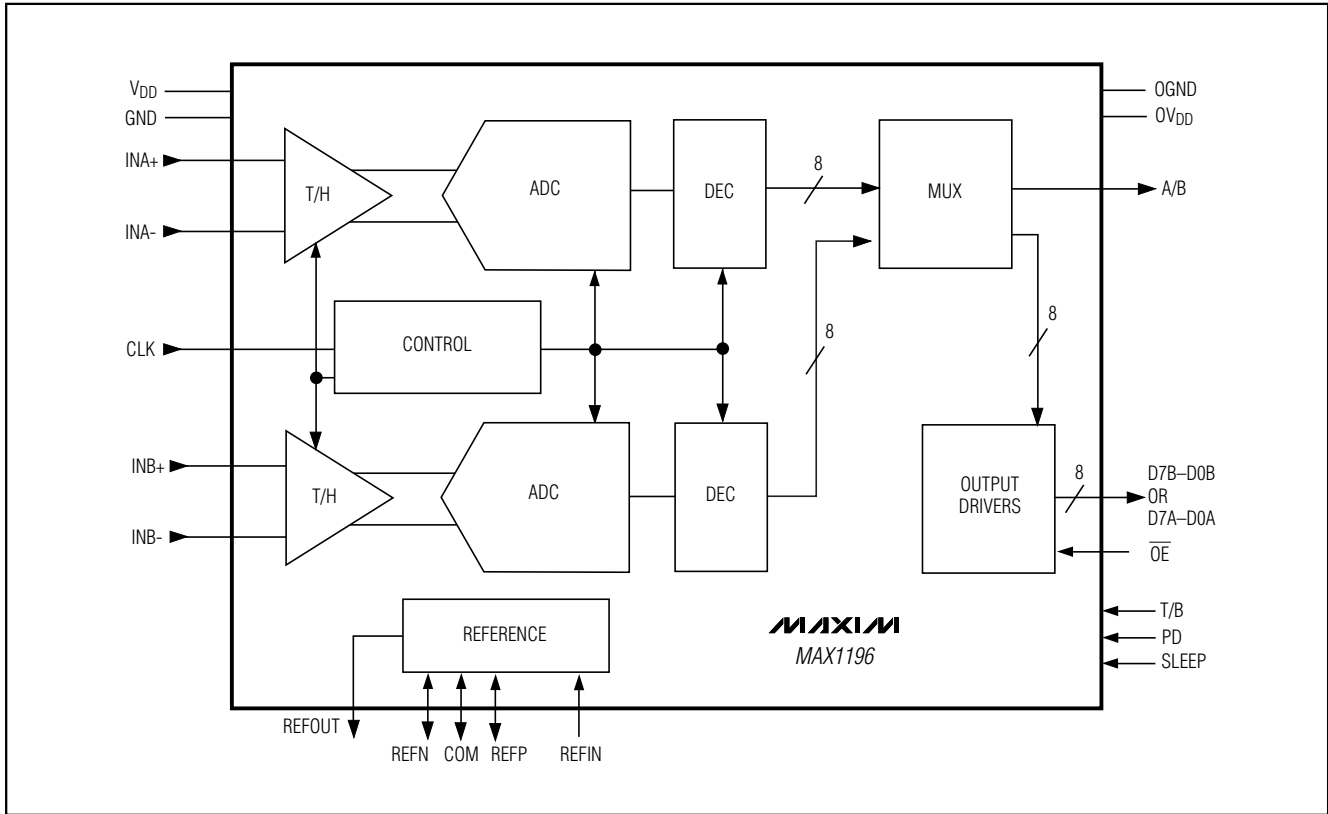 VDD
GND
INA+
INA-
CLK
INB+
INB-
T/H
ADC
DEC
8
MUX
OGND
OVDD
A/B
CONTROL
8
8
T/H
ADC
DEC
OUTPUT
DRIVERS
8
D7B–D0B
OR
D7A–D0A
OE
REFERENCE
MAXIM
MAX1196
T/B
PD
SLEEP
REFOUT
REFN
COM
REFP
REFIN